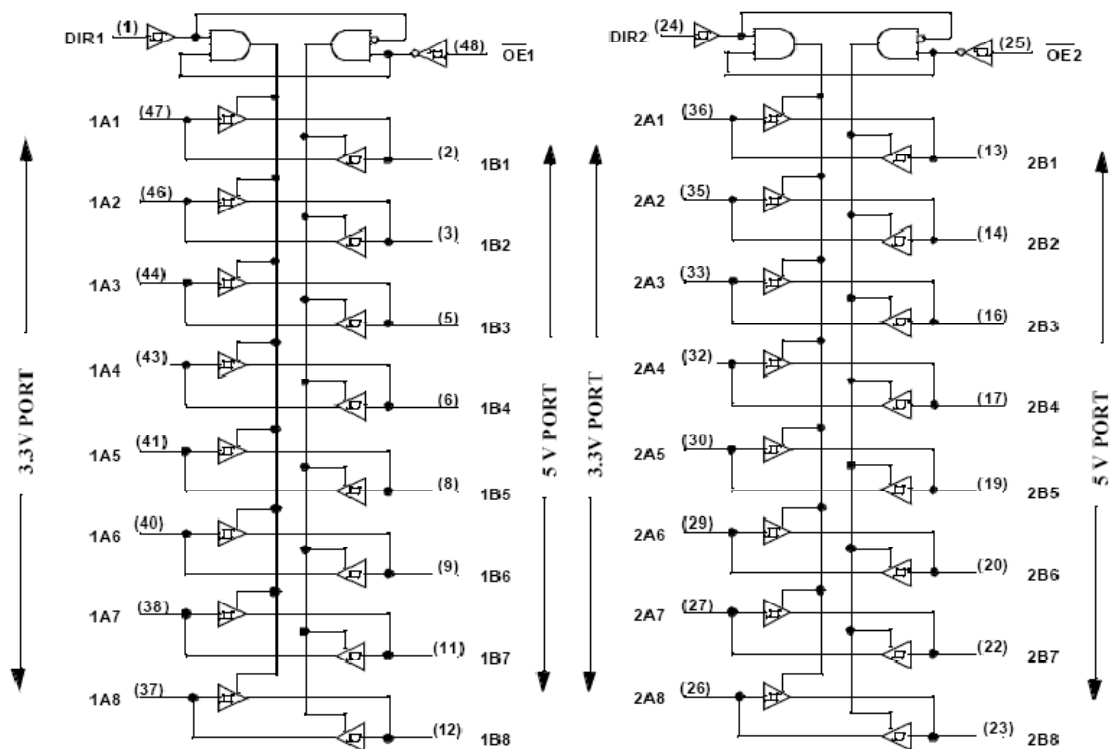 DIR1 (1)
(48) OE1
1A1 (47)
(2) 1B1
1A2 (46)
(3) 1B2
1A3 (44)
(5) 1B3
1A4 (43)
(6) 1B4
1A5 (41)
(8) 1B5
1A6 (40)
(9) 1B6
1A7 (38)
(11) 1B7
1A8 (37)
(12) 1B8
3.3V PORT
5 V PORT
DIR2 (24)
(25) OE2
2A1 (36)
(13) 2B1
2A2 (35)
(14) 2B2
2A3 (33)
(16) 2B3
2A4 (32)
(17) 2B4
2A5 (30)
(19) 2B5
2A6 (29)
(20) 2B6
2A7 (27)
(22) 2B7
2A8 (26)
(23) 2B8
3.3V PORT
5 V PORT